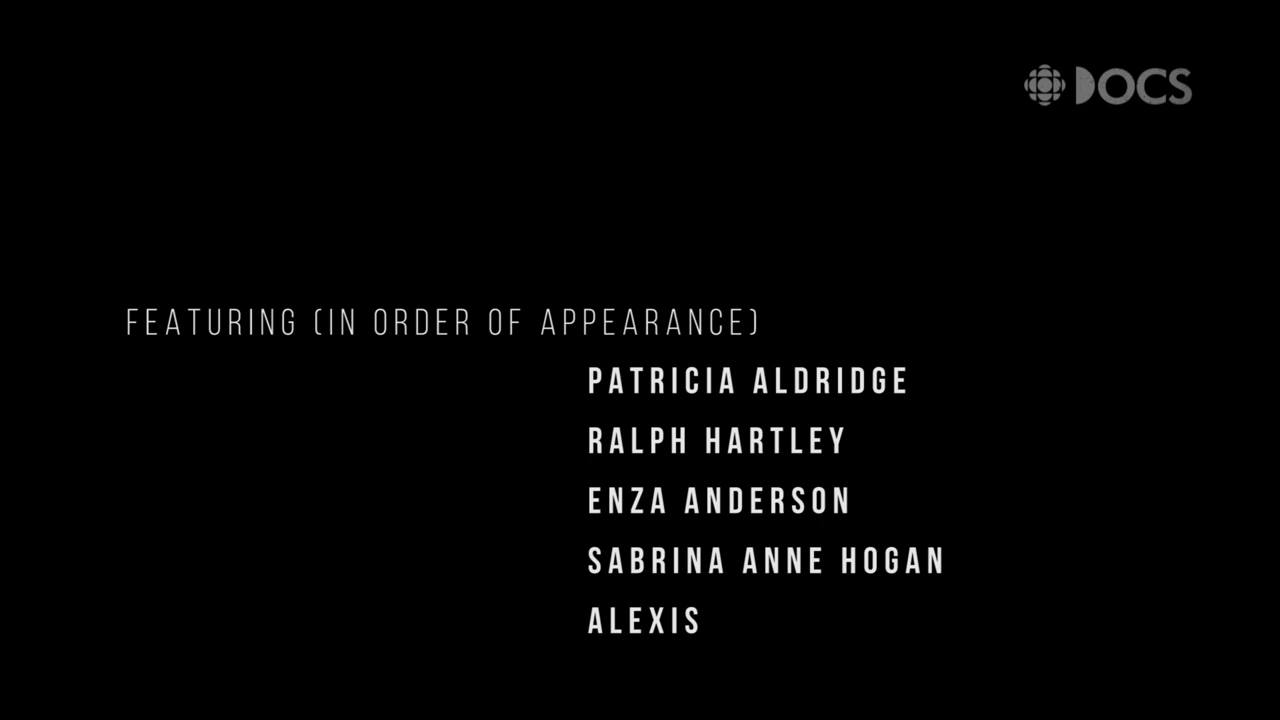 DOCS
FEATURING (IN ORDER OF APPEARANCE)
PATRICIA ALDRIDGE
RALPH HARTLEY
ENZA ANDERSON
SABRINA ANNE HOGAN
ALEXIS